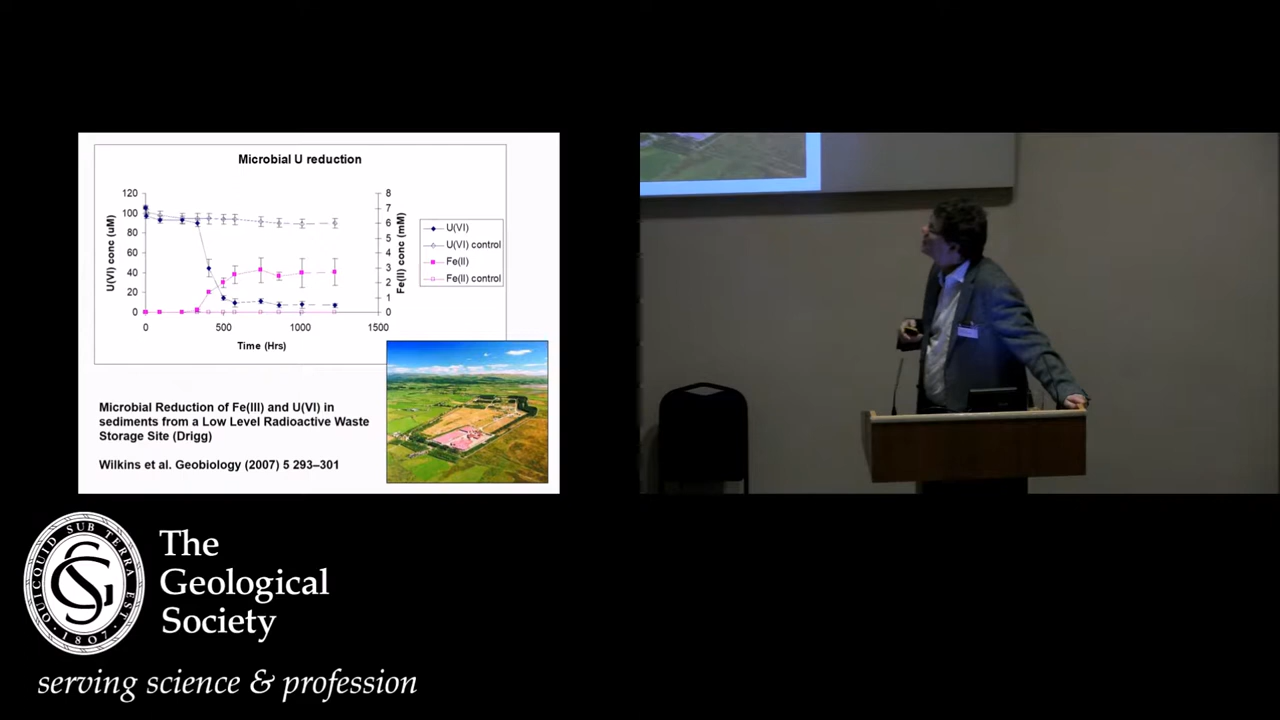 Microbial U reduction
120
100
80
60
40
20
0
U(VI) conc (uM)
8
7
6
5
4
3
2
1
0
Fe(II) conc (mM)
0
500
1000
1500
Time (Hrs)
U(VI)
U(VI) control
Fe(II)
Fe(II) control
Microbial Reduction of Fe(III) and U(VI) in
sediments from a Low Level Radioactive Waste
Storage Site (Drigg)
Wilkins et al. Geobiology (2007) 5 293–301
QUICQUID SUB TERRA EST
1807
GS
The
Geological
Society
serving science & profession